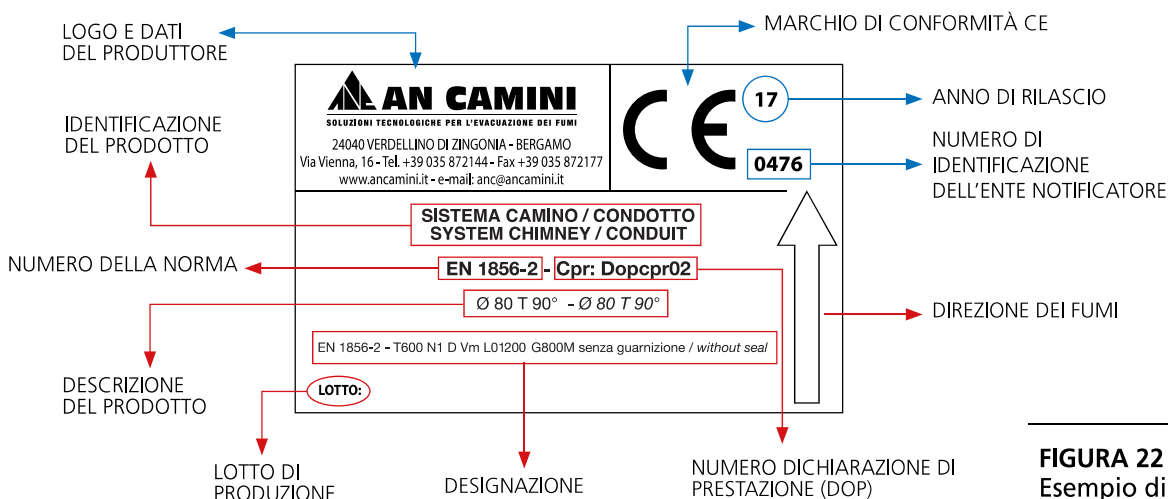 LOGO E DATI
DEL PRODUTTORE
MARCHIO DI CONFORMITÀ CE
AN CAMINI
SOLUZIONI TECNOLOGICHE PER L'EVACUAZIONE DEI FUMI
24040 VERDELLINO DI ZINGONIA - BERGAMO
Via Vienna, 16 - Tel. +39 035 872144 - Fax +39 035 872177
www.ancamini.it - e-mail: anc@ancamini.it
CE
17
ANNO DI RILASCIO
0476
NUMERO DI
IDENTIFICAZIONE
DELL'ENTE NOTIFICATORE
IDENTIFICAZIONE
DEL PRODOTTO
SISTEMA CAMINO / CONDOTTO
SYSTEM CHIMNEY / CONDUIT
NUMERO DELLA NORMA
EN 1856-2 - Cpr: Dopcpr02
Ø 80 T 90° - Ø 80 T 90°
DIREZIONE DEI FUMI
EN 1856-2 - T600 N1 D Vm L01200 G800M senza guarnizione / without seal
DESCRIZIONE
DEL PRODOTTO
LOTTO:
LOTTO DI
PRODUZIONE
DESIGNAZIONE
NUMERO DICHIARAZIONE DI
PRESTAZIONE (DOP)
FIGURA 22
Esempio di